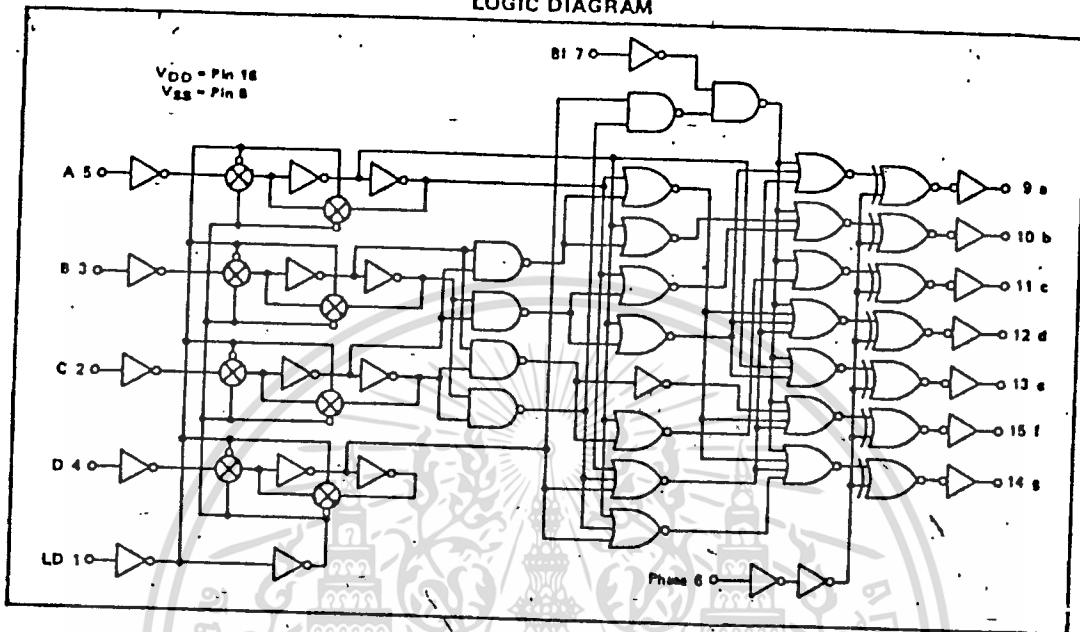 LOGIC DIAGRAM
VDD = Pin 16
VSS = Pin 8
BI 7
A 5
B 3
C 2
D 4
LD 1
Phase 6
9 a
10 b
11 c
12 d
13 e
15 f
14 g